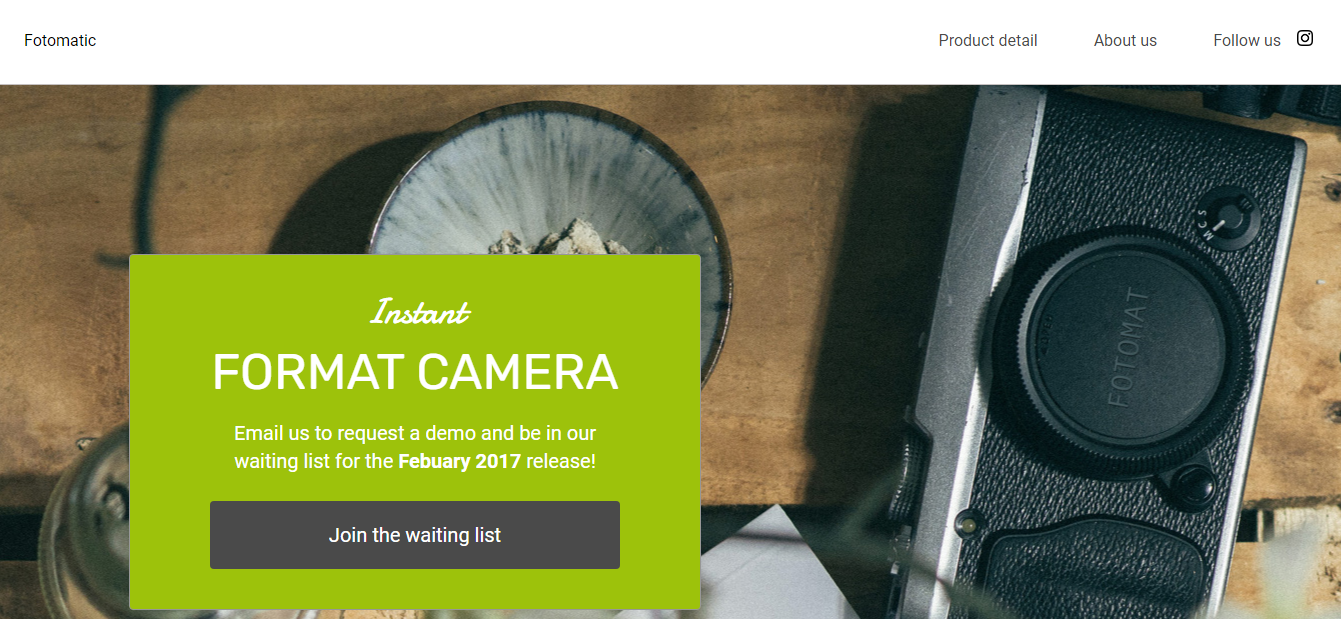 Fotomatic
Product detail
About us
Follow us
Instant
FORMAT CAMERA
Email us to request a demo and be in our
waiting list for the Febuary 2017 release!
Join the waiting list
FOTOMAT
M C S